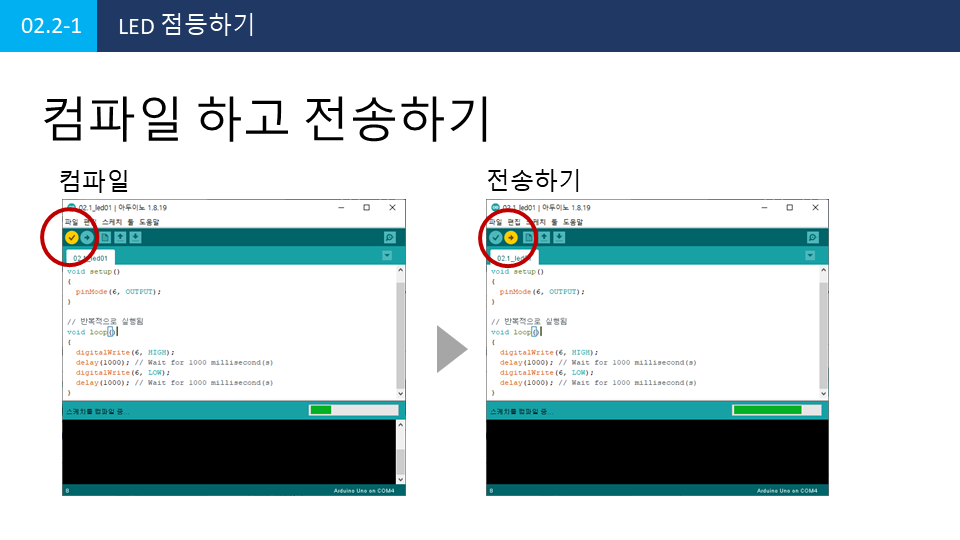 02.2-1
LED 점등하기
컴파일 하고 전송하기
컴파일
02.1_led01 | 아두이노 1.8.19
파일 편집 스케치 툴 도움말
02.1_led01
void setup()
{
pinMode(6, OUTPUT);
}
// 반복적으로 실행됨
void loop()
{
digitalWrite(6, HIGH);
delay(1000); // Wait for 1000 millisecond(s)
digitalWrite(6, LOW);
delay(1000); // Wait for 1000 millisecond(s)
}
스케치를 컴파일 중...
8
Arduino Uno on COM4
전송하기
02.1_led01 | 아두이노 1.8.19
파일 편집 스케치 툴 도움말
02.1_led01
void setup()
{
pinMode(6, OUTPUT);
}
// 반복적으로 실행됨
void loop()
{
digitalWrite(6, HIGH);
delay(1000); // Wait for 1000 millisecond(s)
digitalWrite(6, LOW);
delay(1000); // Wait for 1000 millisecond(s)
}
스케치를 컴파일 중...
8
Arduino Uno on COM4